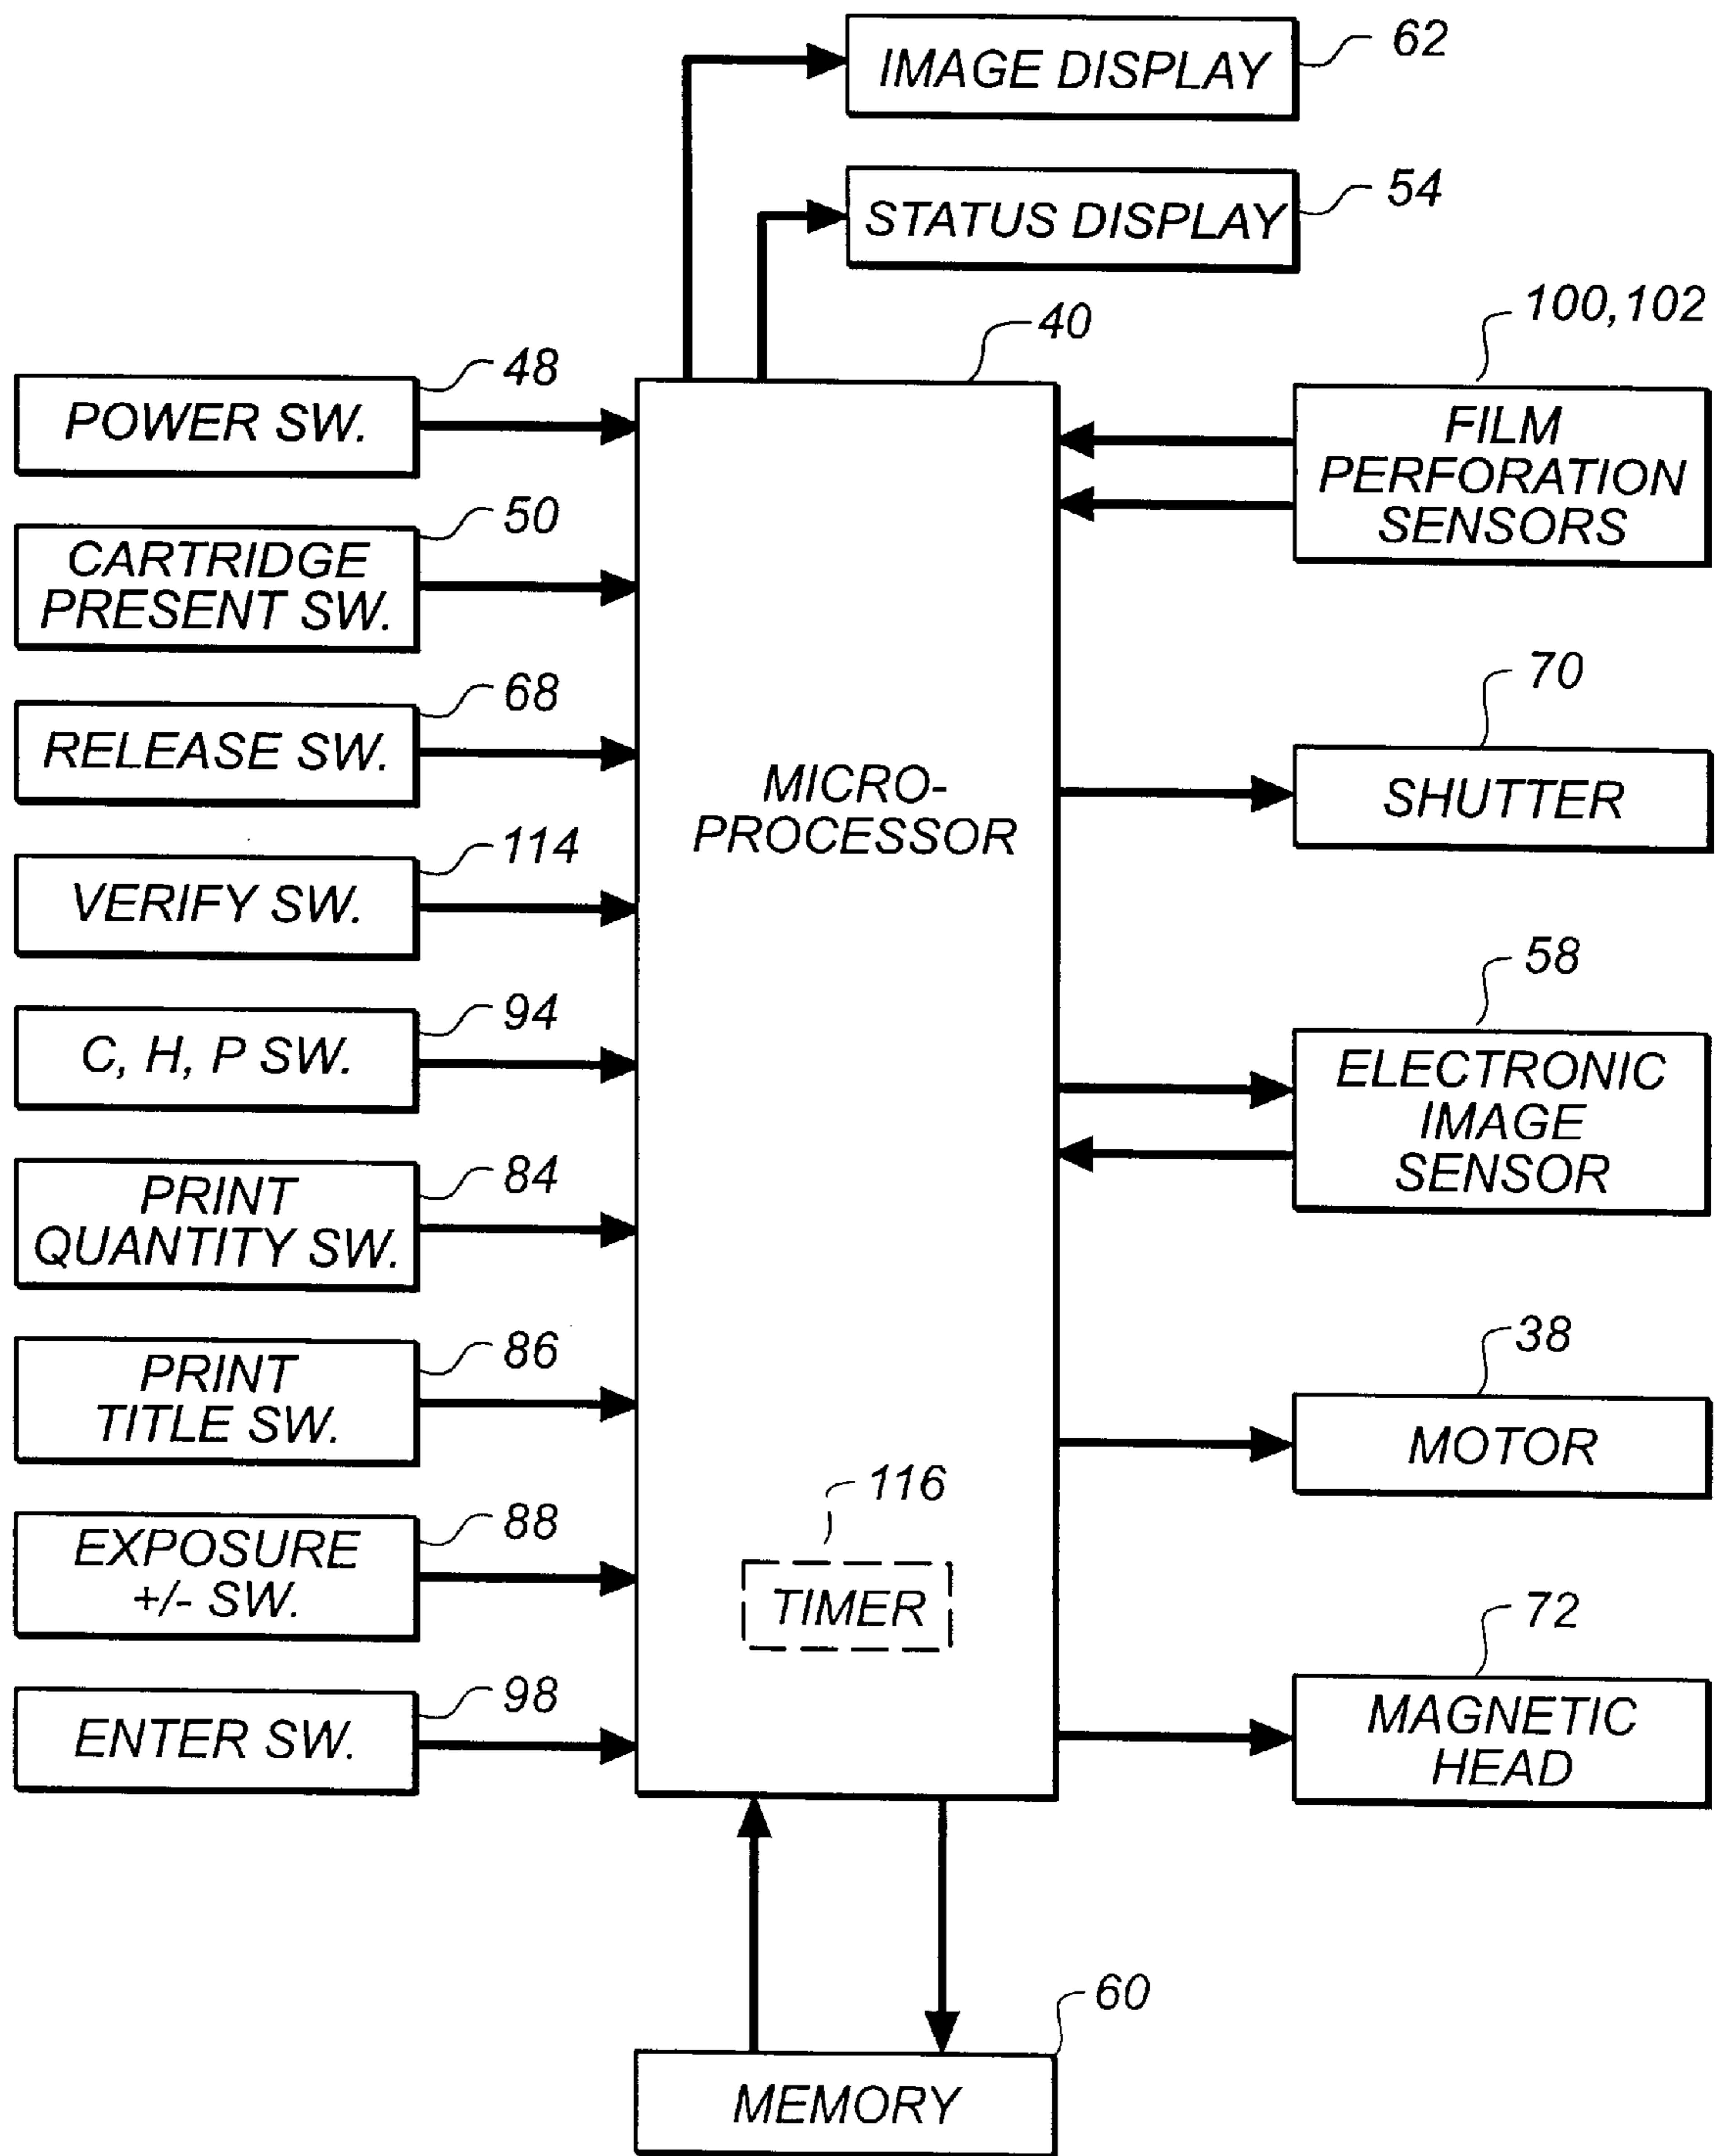 IMAGE DISPLAY
62
STATUS DISPLAY
54
40
100,102
POWER SW.
48
FILM
PERFORATION
SENSORS
CARTRIDGE
PRESENT SW.
50
RELEASE SW.
68
MICRO-
PROCESSOR
70
SHUTTER
VERIFY SW.
114
58
ELECTRONIC
IMAGE
SENSOR
C, H, P SW.
94
PRINT
QUANTITY SW.
84
PRINT
TITLE SW.
86
38
MOTOR
116
TIMER
EXPOSURE
+/- SW.
88
72
MAGNETIC
HEAD
ENTER SW.
98
60
MEMORY